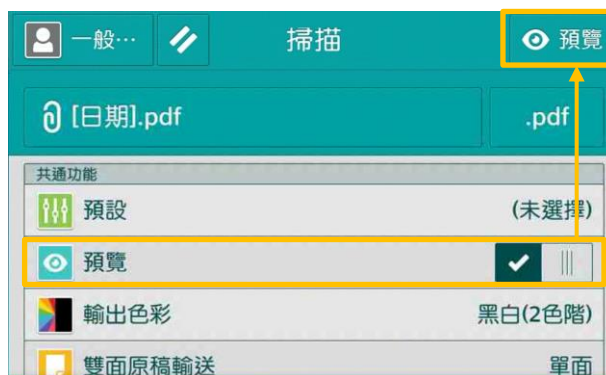 一般… 掃描 預覽
[日期].pdf .pdf
共通功能
預設 (未選擇)
預覽
輸出色彩 黑白(2色階)
雙面原稿輸送 單面